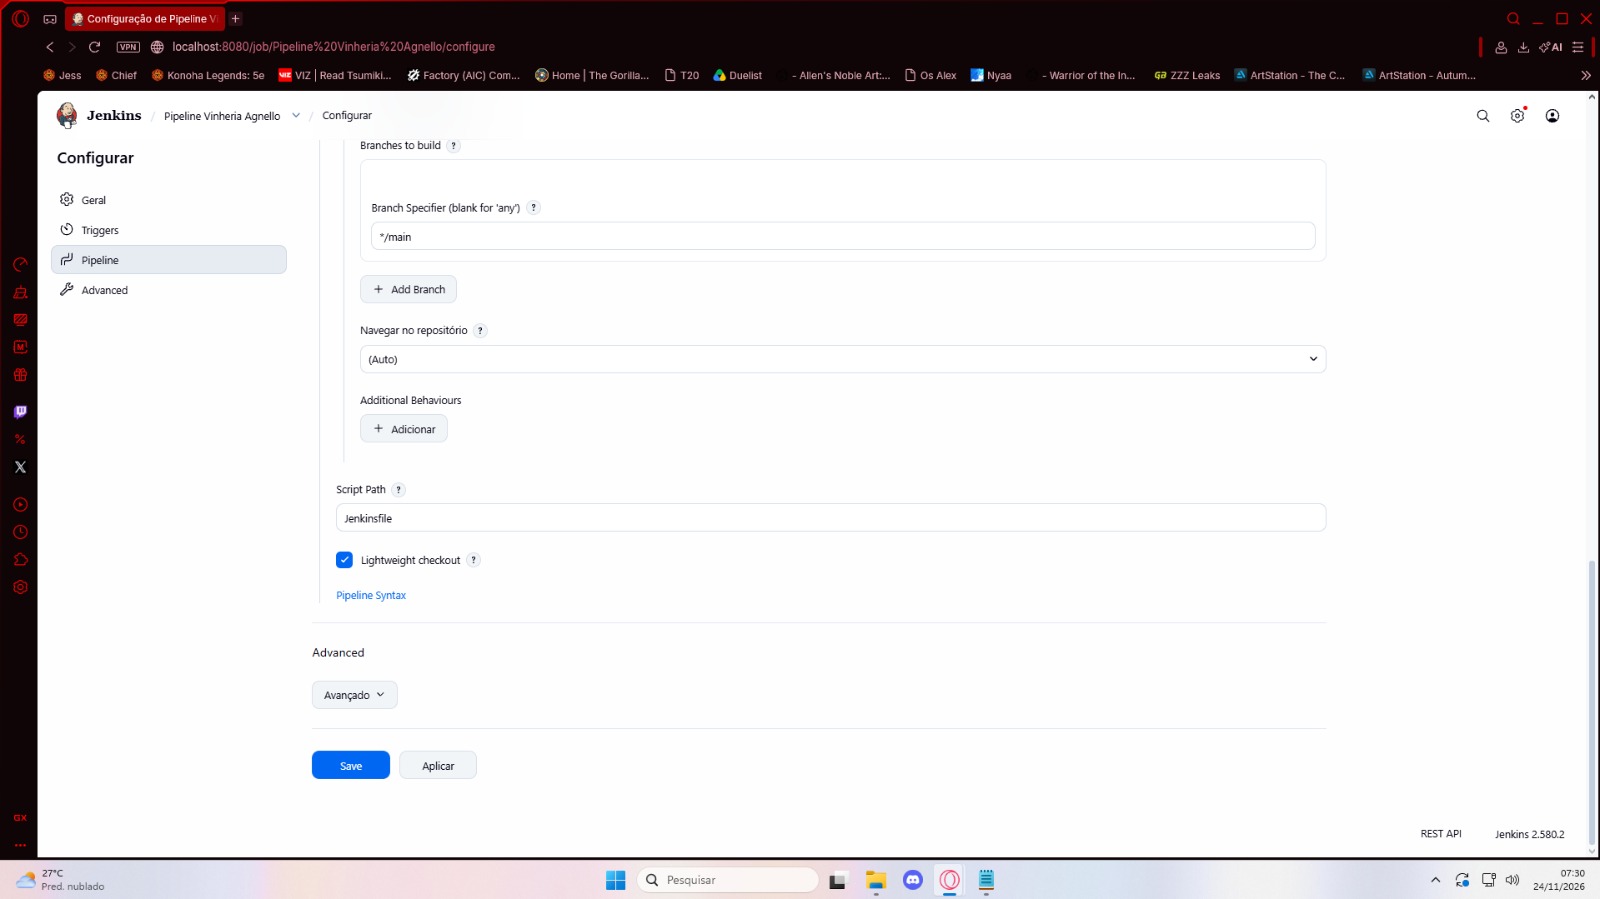 Configuração de Pipeline Vi
VPN
localhost:8080/job/Pipeline%20Vinheria%20Agnello/configure
AI
Jess
Chief
Konoha Legends: 5e
VIZ
VIZ | Read Tsumiki...
Factory (AIC) Com...
Home | The Gorilla...
T20
Duelist
- Allen's Noble Art:...
Os Alex
Nyaa
- Warrior of the In...
ZZZ Leaks
ArtStation - The C...
ArtStation - Autum...
Jenkins / Pipeline Vinheria Agnello / Configurar
Configurar
Geral
Triggers
Pipeline
Advanced
Branches to build ?
Branch Specifier (blank for 'any') ?
*/main
+ Add Branch
Navegar no repositório ?
(Auto)
Additional Behaviours
+ Adicionar
Script Path ?
Jenkinsfile
Lightweight checkout ?
Pipeline Syntax
Advanced
Avançado
Save
Aplicar
REST API
Jenkins 2.580.2
GX
27°C
Pred. nublado
Pesquisar
07:30
24/11/2026